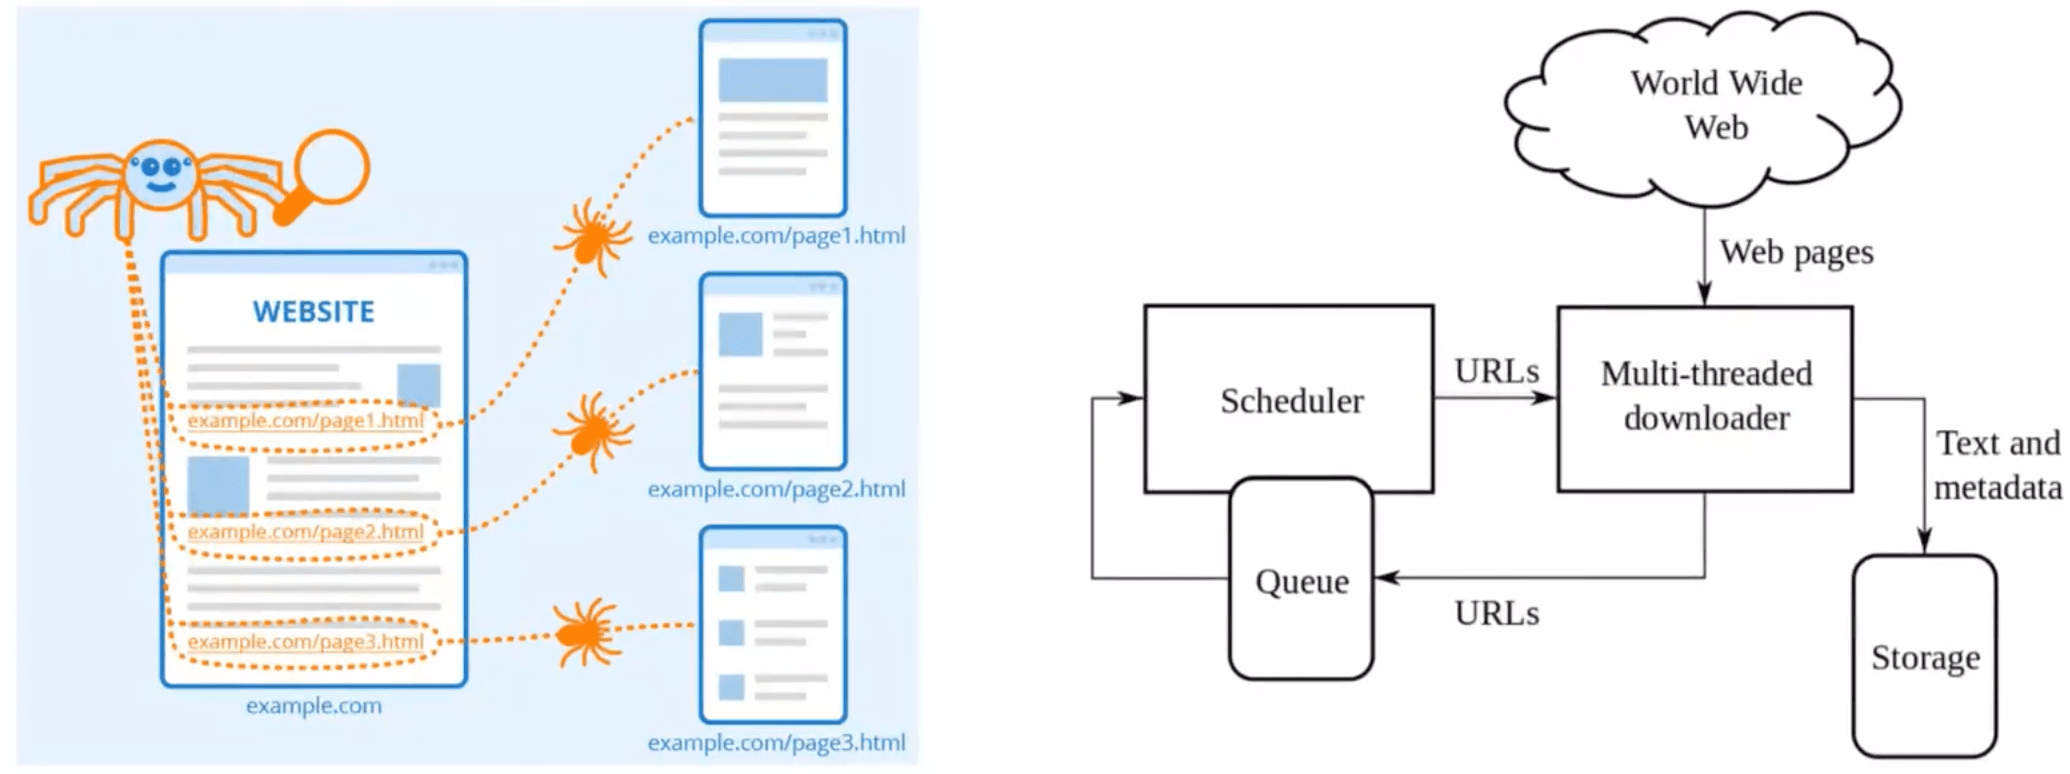 WEBSITE
example.com/page1.html
example.com/page2.html
example.com/page3.html
example.com
example.com/page1.html
example.com/page2.html
example.com/page3.html
World Wide
Web
Web pages
Scheduler
URLs
Multi-threaded
downloader
Text and
metadata
Queue
URLs
Storage